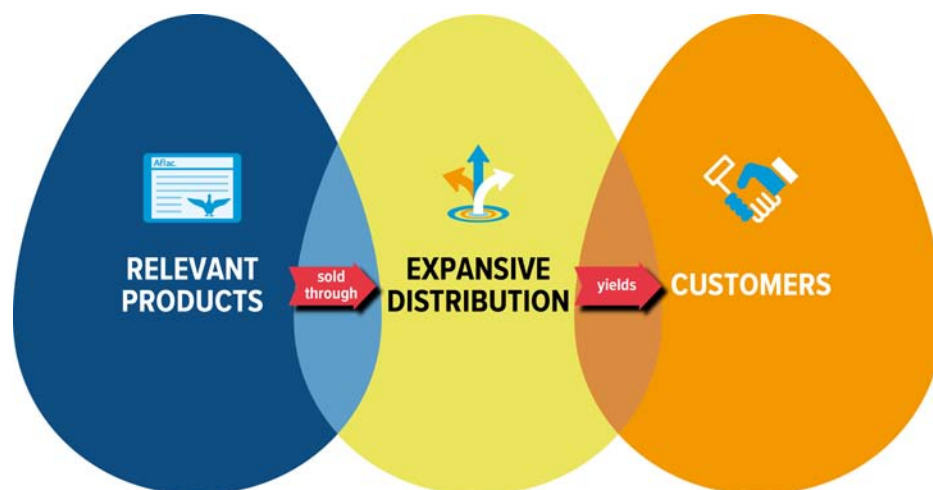 Aflac
RELEVANT
PRODUCTS
sold
through
EXPANSIVE
DISTRIBUTION
yields
CUSTOMERS